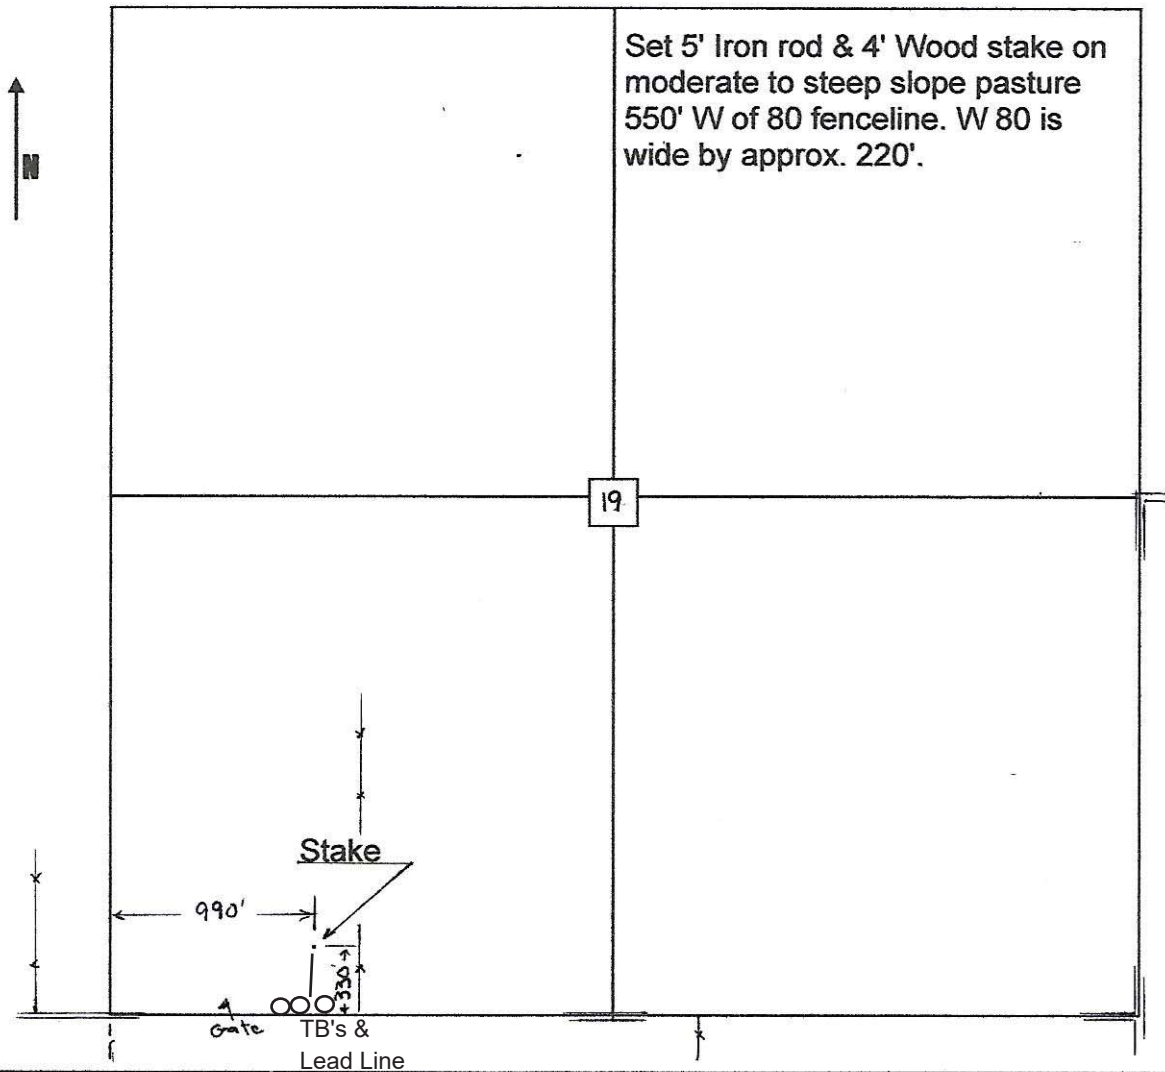 Set 5' Iron rod & 4' Wood stake on
moderate to steep slope pasture
550' W of 80 fenceline. W 80 is
wide by approx. 220'.
N
19
Stake
990'
330'
Gate
TB's &
Lead Line